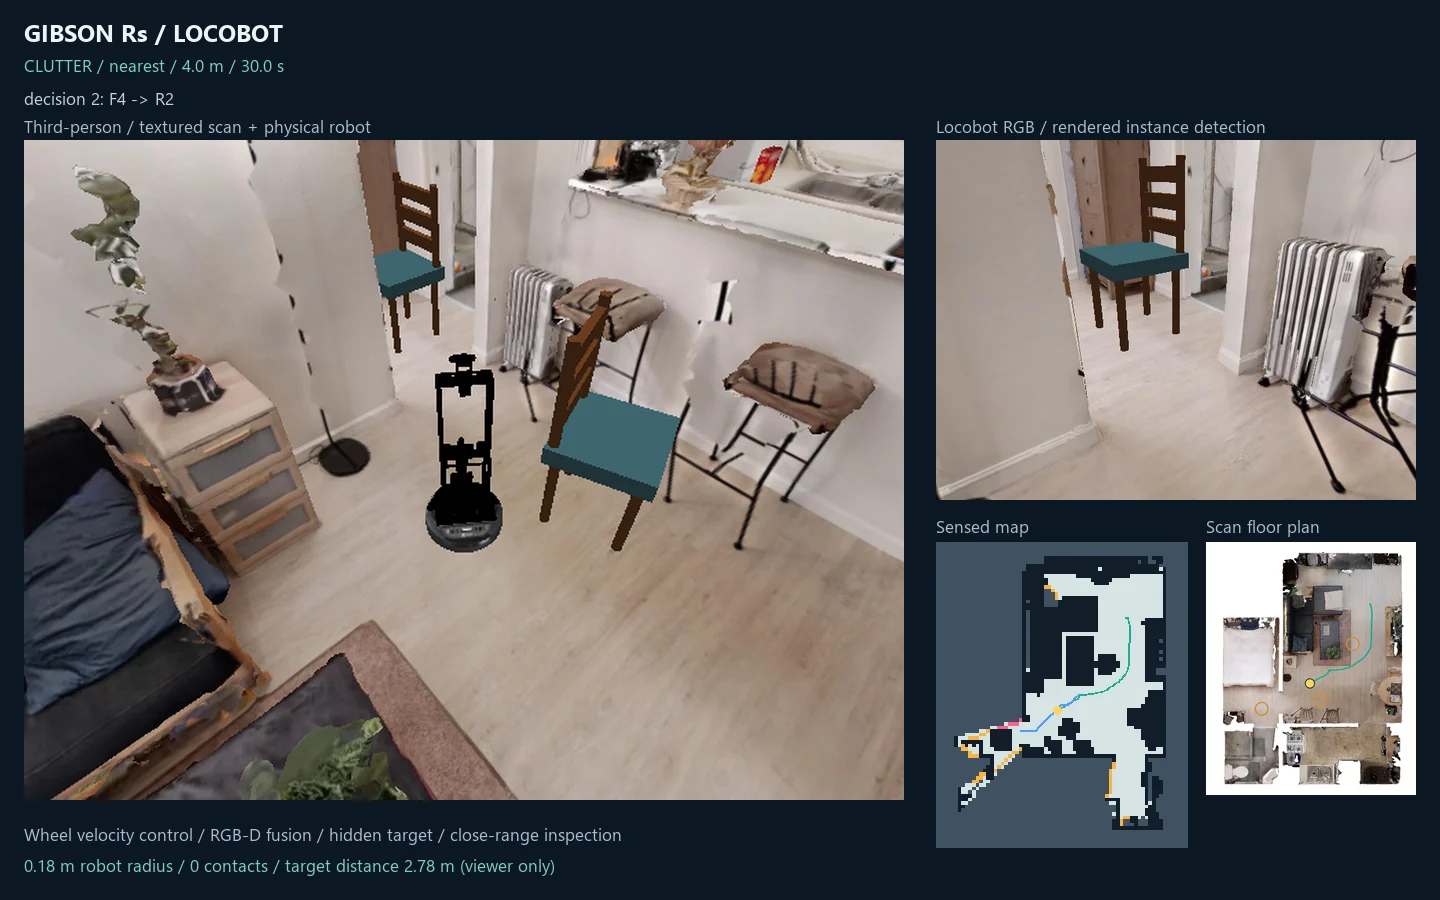 GIBSON Rs / LOCOBOT
CLUTTER / nearest / 4.0 m / 30.0 s
decision 2: F4 -> R2
Third-person / textured scan + physical robot
Locobot RGB / rendered instance detection
Sensed map
Scan floor plan
Wheel velocity control / RGB-D fusion / hidden target / close-range inspection
0.18 m robot radius / 0 contacts / target distance 2.78 m (viewer only)